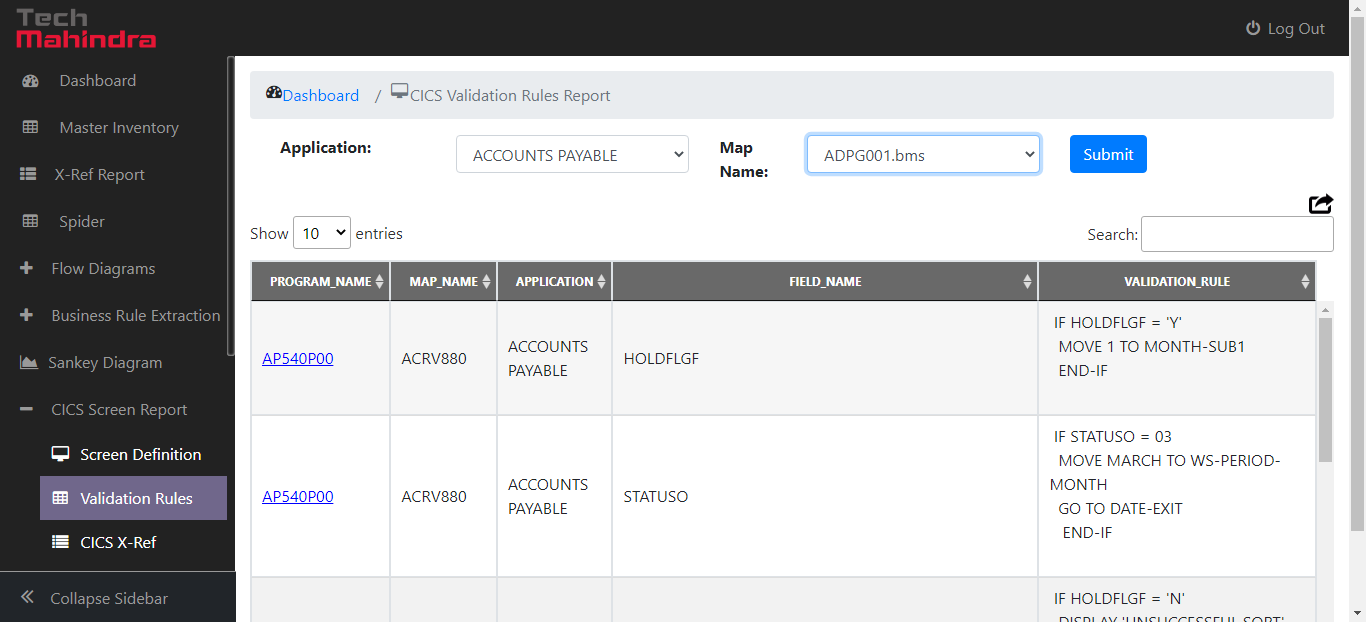 Tech
Mahindra
Log Out
Dashboard
Master Inventory
X-Ref Report
Spider
Flow Diagrams
Business Rule Extraction
Sankey Diagram
CICS Screen Report
Screen Definition
Validation Rules
CICS X-Ref
Collapse Sidebar
Dashboard / CICS Validation Rules Report
Application: ACCOUNTS PAYABLE Map Name: ADPG001.bms Submit
Show 10 entries Search:
PROGRAM_NAME MAP_NAME APPLICATION FIELD_NAME VALIDATION_RULE
AP540P00 ACRV880 ACCOUNTS PAYABLE HOLDFLGF
IF HOLDFLGF = 'Y'
MOVE 1 TO MONTH-SUB1
END-IF
AP540P00 ACRV880 ACCOUNTS PAYABLE STATUSO
IF STATUSO = 03
MOVE MARCH TO WS-PERIOD-
MONTH
GO TO DATE-EXIT
END-IF
IF HOLDFLGF = 'N'
DISPLAY 'UNSUCCESSFUL SORT'